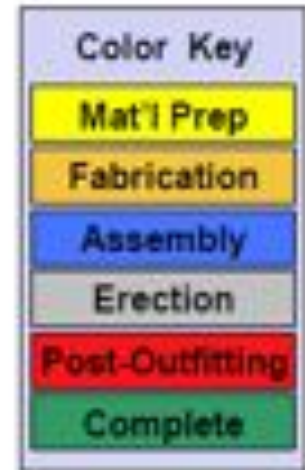 Color Key
Mat'l Prep
Fabrication
Assembly
Erection
Post-Outfitting
Complete